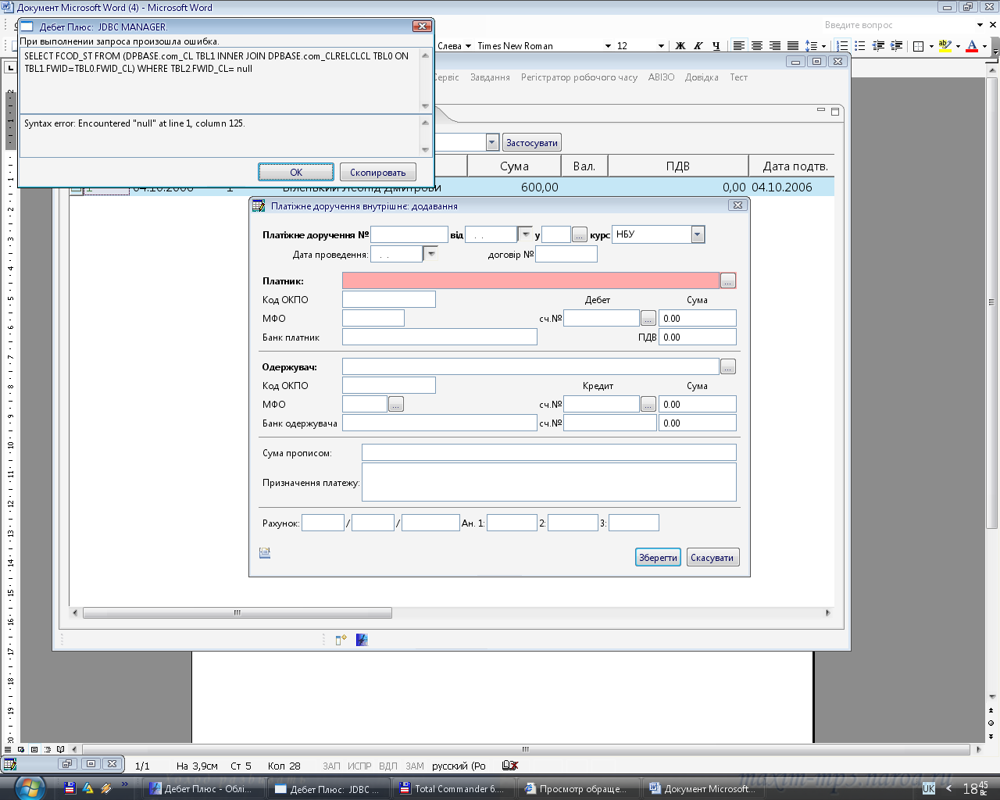 Документ Microsoft Word (4) - Microsoft Word
Введите вопрос
Дебет Плюс: JDBC MANAGER.
При выполнении запроса произошла ошибка.
SELECT FCOD_ST FROM (DPBASE.com_CL TBL1 INNER JOIN DPBASE.com_CLRELCLCL TBL0 ON
TBL1.FWID=TBL0.FWID_CL) WHERE TBL2.FWID_CL= null
Syntax error: Encountered "null" at line 1, column 125.
OK Скопировать
Слева Times New Roman 12 Ж К Ч
ервіс Завдання Регістратор робочого часу АВІЗО Довідка Тест
Застосувати
Сума Вал. ПДВ Дата подтв.
1 04.10.2006 1 Біленький Леонід Дмитрови 600,00 0,00 04.10.2006
Платіжне доручення внутрішнє: додавання
Платіжне доручення № від . . у ... курс НБУ
Дата проведення: . . договір №
Платник: ...
Код ОКПО Дебет Сума
МФО сч.№ ... 0.00
Банк платник ПДВ 0.00
Одержувач: ...
Код ОКПО Кредит Сума
МФО ... сч.№ ... 0.00
Банк одержувача сч.№ 0.00
Сума прописом:
Призначення платежу:
Рахунок: / / Ан. 1: 2: 3:
Зберегти Скасувати
1/1 На 3,9см Ст 5 Кол 28 ЗАП ИСПР ВДЛ ЗАМ русский (Ро
Дебет Плюс - Облі... Дебет Плюс: JDBC ... Total Commander 6.... Просмотр обраще... Документ Microsoft... UK 18 45 Вс
maxim-mp3.narod.ru